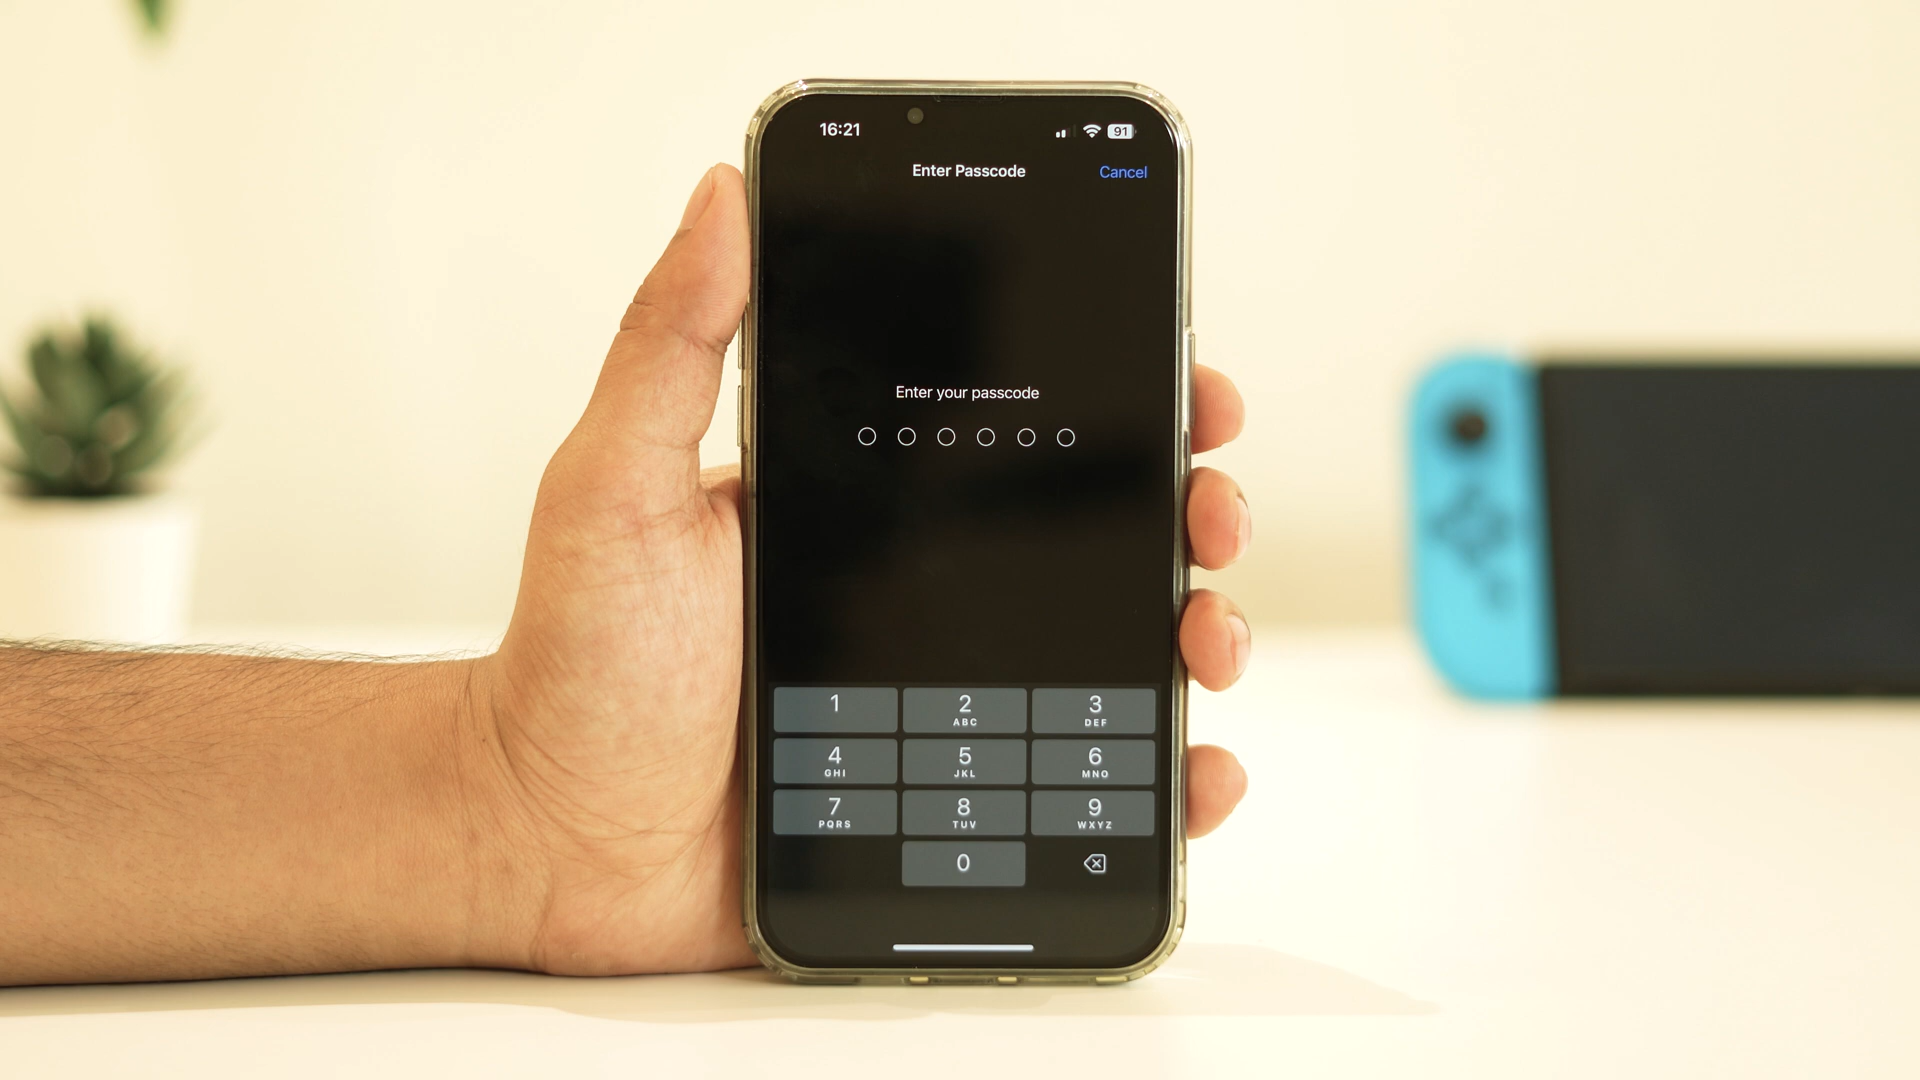 16:21 91
Enter Passcode Cancel
Enter your passcode
1 2 3
ABC DEF
4 5 6
GHI JKL MNO
7 8 9
PQRS TUV WXYZ
0